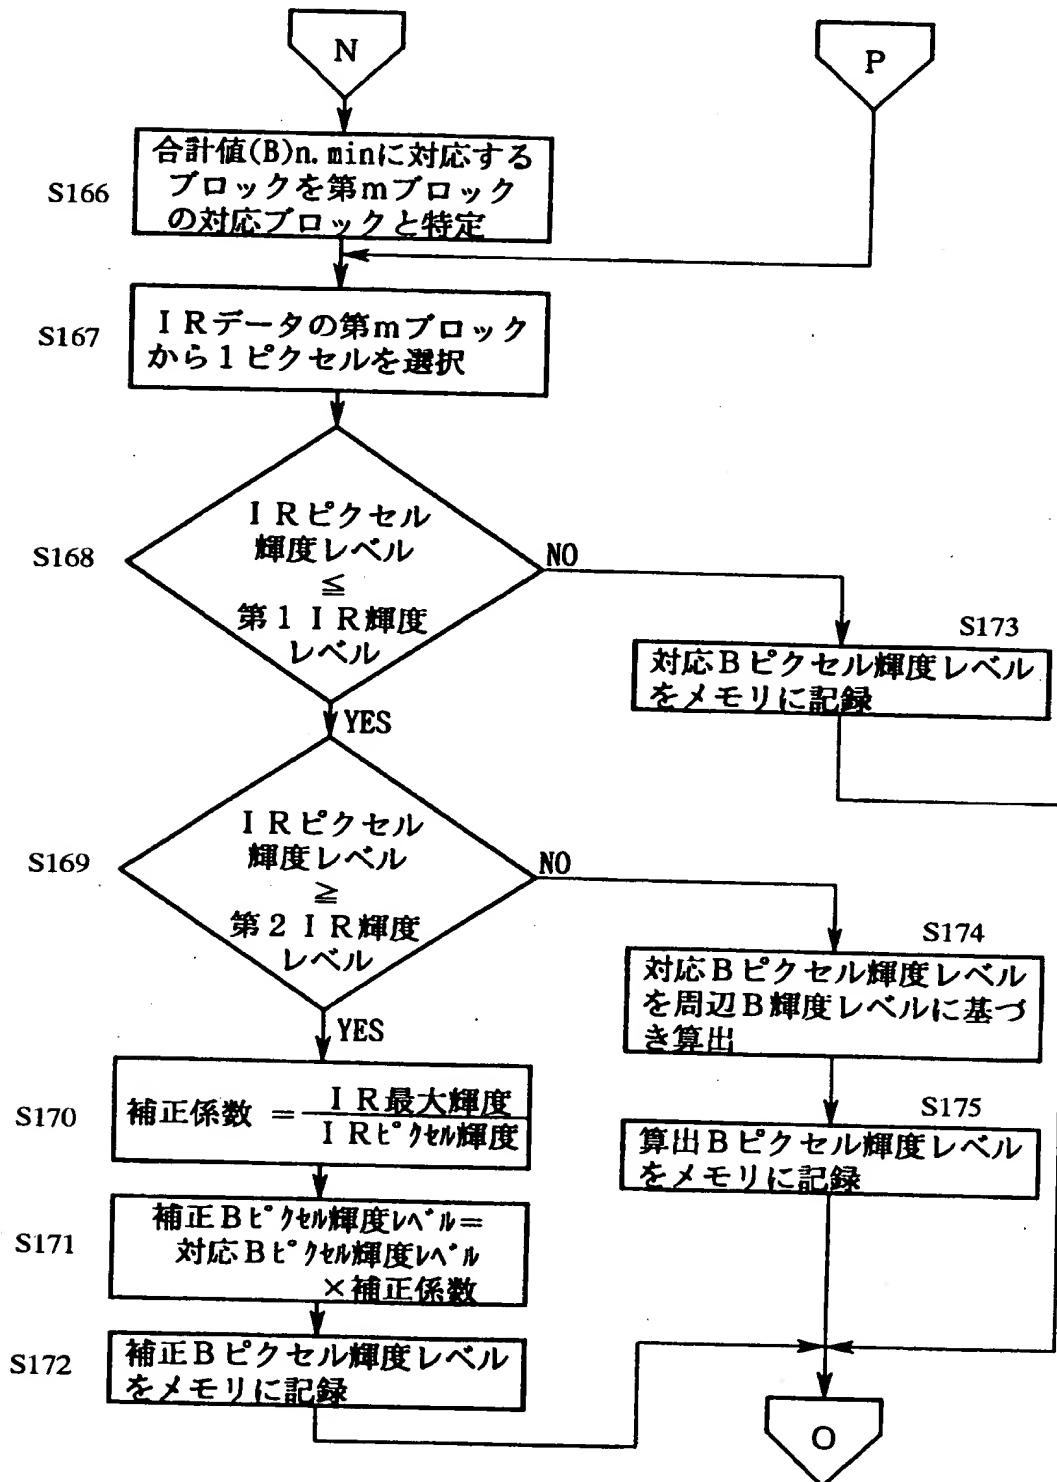 N
P
S166
合計値(B)n.minに対応する
ブロックを第mブロック
の対応ブロックと特定
S167
IRデータの第mブロック
から1ピクセルを選択
S168
IRピクセル
輝度レベル
≦
第1IR輝度
レベル
NO
YES
S173
対応Bピクセル輝度レベル
をメモリに記録
S169
IRピクセル
輝度レベル
≧
第2IR輝度
レベル
NO
YES
S174
対応Bピクセル輝度レベル
を周辺B輝度レベルに基づ
き算出
S170
補正係数 = IR最大輝度
IRピクセル輝度
S175
算出Bピクセル輝度レベル
をメモリに記録
S171
補正Bピクセル輝度レベル=
対応Bピクセル輝度レベル
×補正係数
S172
補正Bピクセル輝度レベル
をメモリに記録
O